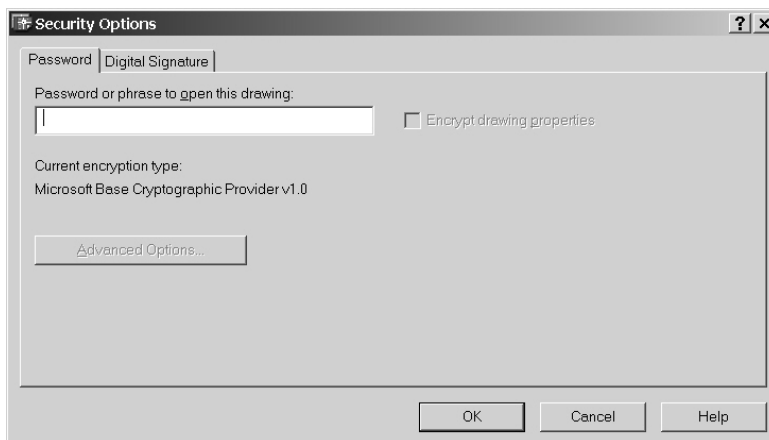 Security Options
? ×
Password
Digital Signature
Password or phrase to open this drawing:
Encrypt drawing properties
Current encryption type:
Microsoft Base Cryptographic Provider v1.0
Advanced Options...
OK
Cancel
Help